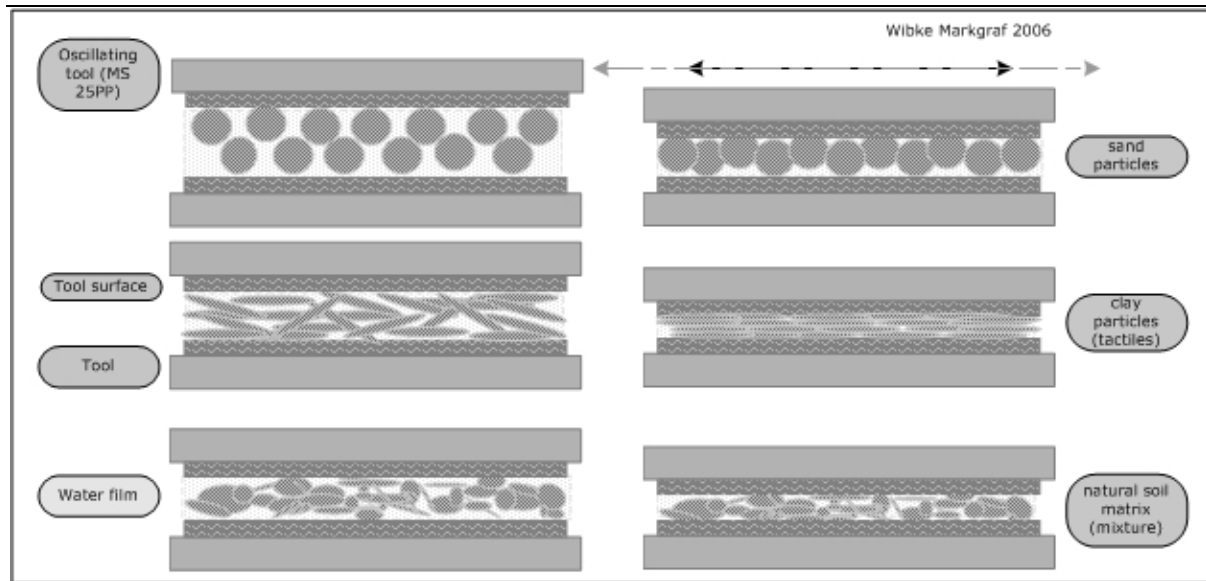 Wibke Markgraf 2006
Oscillating
tool (MS
25PP)
sand
particles
Tool surface
clay
particles
(tactiles)
Tool
Water film
natural soil
matrix
(mixture)